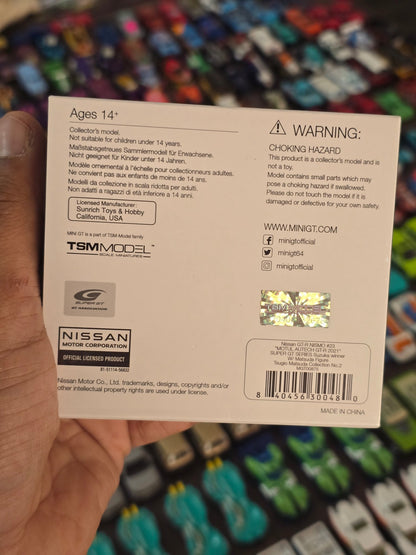 Ages 14+
Collector's model.
Not suitable for children under 14 years.
Maßstabsgetreues Sammlermodell für Erwachsene.
Nicht geeignet für Kinder unter 14 Jahren.
Modèle ornemental à l'échelle pour collectionneurs adultes.
Ne convient pas aux enfants de moins de 14 ans.
Modelli da collezione in scala ridotta per adulti.
Non adatti a ragazzi di età inferiore a 14 anni.
Licensed Manufacturer :
Sunrich Toys & Hobby
California, USA
MINI GT is a part of TSM-Model family
TSMMODEL
SCALE MINIATURES
SUPER GT
NISSAN
MOTOR CORPORATION
OFFICIAL LICENSED PRODUCT
Nissan Motor Co., Ltd. trademarks, designs, copyrights and/or
other intellectual property rights are used under license.
WARNING:
CHOKING HAZARD
This product is a collector's model and is
not a toy.
Model contains small parts which may
pose a choking hazard if swallowed.
Please do not touch the model if it is
damaged or defective for your own safety.
WWW.MINIGT.COM
minigtofficial
minigt64
minigtofficial
Nissan GT-R NISMO #23
"MOTUL AUTECH GT-R 2021"
SUPER GT SERIES Suzuka winner
W/ Matsuda Figure
Tsugio Matsuda Collection No.2
8 40456 30048 0
MADE IN CHINA